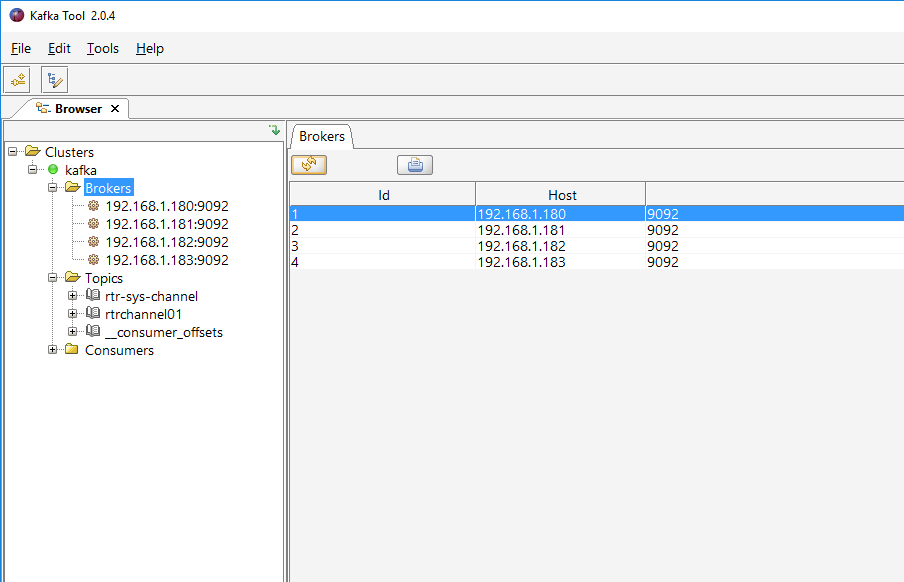 Kafka Tool 2.0.4
File Edit Tools Help
Browser
Clusters
kafka
Brokers
192.168.1.180:9092
192.168.1.181:9092
192.168.1.182:9092
192.168.1.183:9092
Topics
rtr-sys-channel
rtrchannel01
__consumer_offsets
Consumers
Brokers
Id Host
1 192.168.1.180 9092
2 192.168.1.181 9092
3 192.168.1.182 9092
4 192.168.1.183 9092